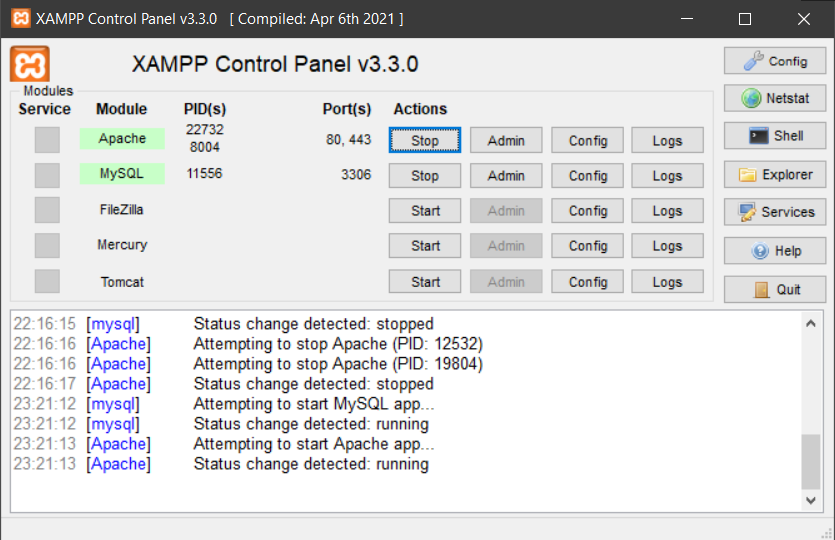 XAMPP Control Panel v3.3.0 [ Compiled: Apr 6th 2021 ]
XAMPP Control Panel v3.3.0
Modules
Service Module PID(s) Port(s) Actions
Apache 22732 8004 80, 443 Stop Admin Config Logs
MySQL 11556 3306 Stop Admin Config Logs
FileZilla Start Admin Config Logs
Mercury Start Admin Config Logs
Tomcat Start Admin Config Logs
Config
Netstat
Shell
Explorer
Services
Help
Quit
22:16:15 [mysql] Status change detected: stopped
22:16:16 [Apache] Attempting to stop Apache (PID: 12532)
22:16:16 [Apache] Attempting to stop Apache (PID: 19804)
22:16:17 [Apache] Status change detected: stopped
23:21:12 [mysql] Attempting to start MySQL app...
23:21:12 [mysql] Status change detected: running
23:21:13 [Apache] Attempting to start Apache app...
23:21:13 [Apache] Status change detected: running